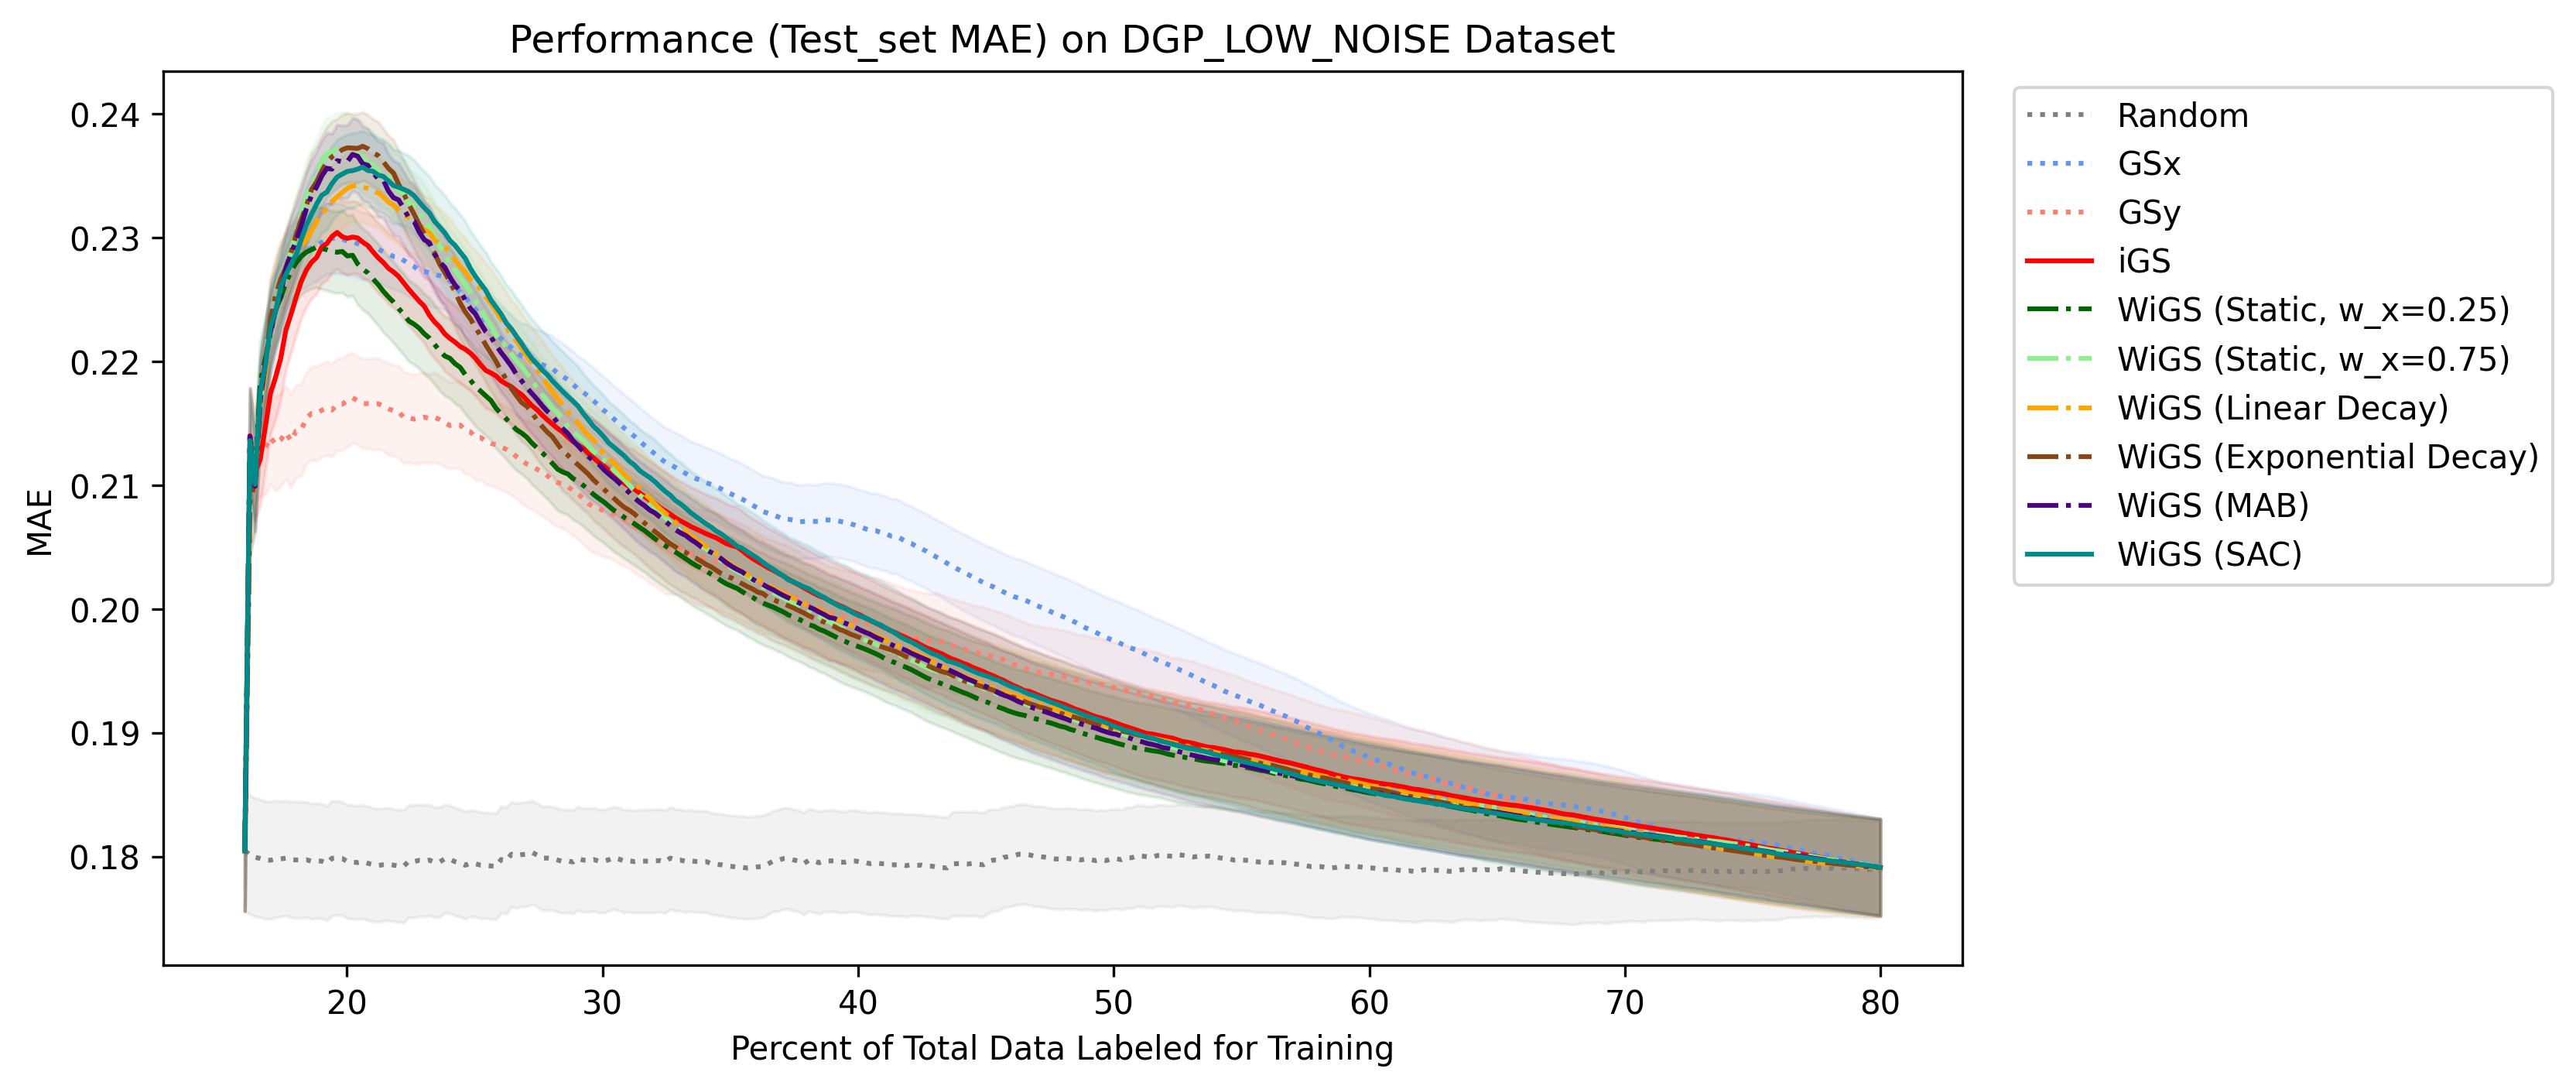 Performance (Test_set MAE) on DGP_LOW_NOISE Dataset
MAE
0.24
0.23
0.22
0.21
0.20
0.19
0.18
20 30 40 50 60 70 80
Percent of Total Data Labeled for Training
Random
GSx
GSy
iGS
WiGS (Static, w_x=0.25)
WiGS (Static, w_x=0.75)
WiGS (Linear Decay)
WiGS (Exponential Decay)
WiGS (MAB)
WiGS (SAC)